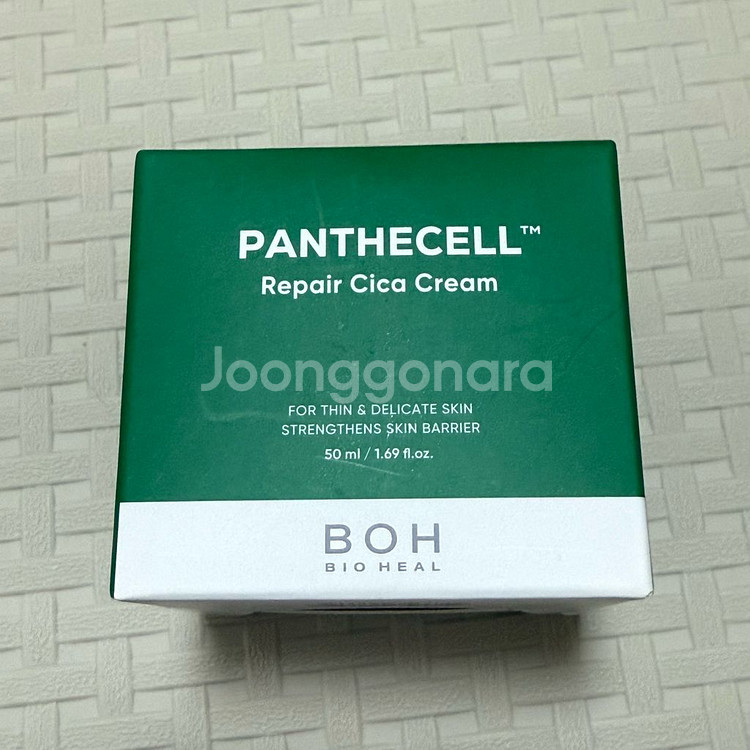 PANTHECELL™
Repair Cica Cream
Joonggonara
FOR THIN & DELICATE SKIN
STRENGTHENS SKIN BARRIER
50 ml / 1.69 fl.oz.
BOH
BIO HEAL